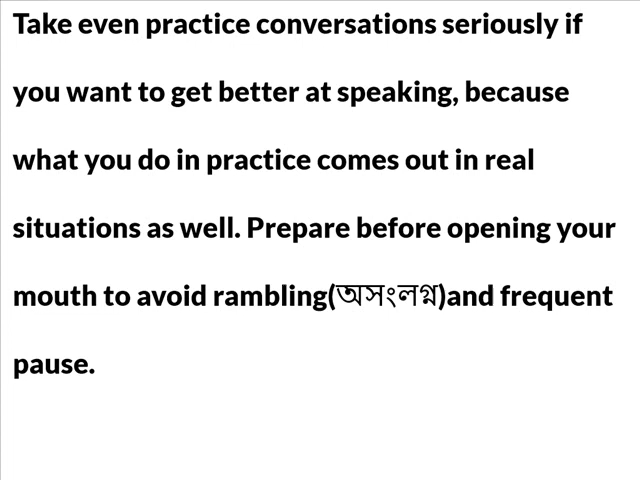 Take even practice conversations seriously if
you want to get better at speaking, because
what you do in practice comes out in real
situations as well. Prepare before opening your
mouth to avoid rambling(অসংলগ্ন)and frequent
pause.